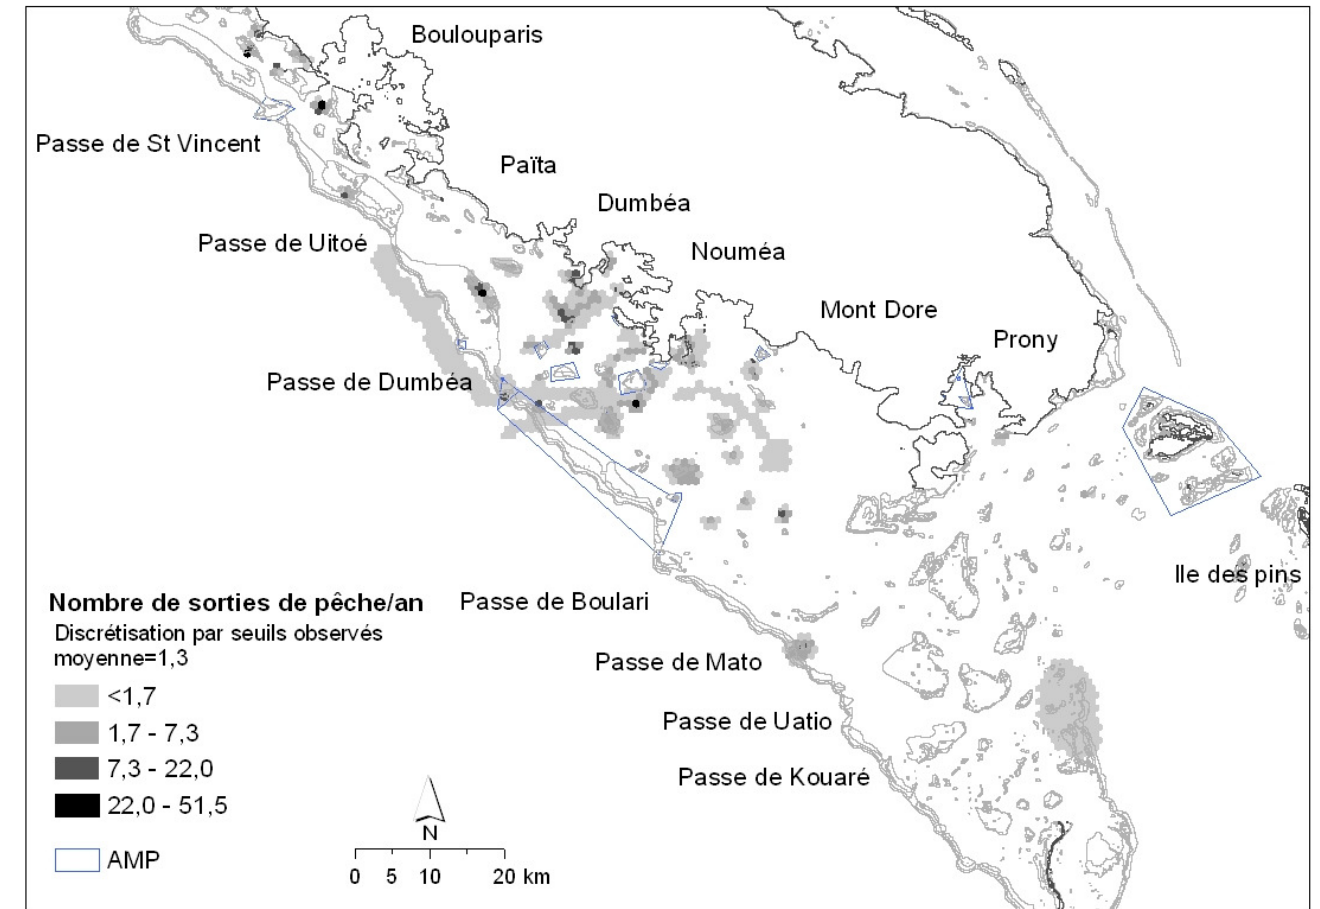 Boulouparis
Passe de St Vincent
Païta
Dumbéa
Passe de Uitoé
Nouméa
Mont Dore
Prony
Passe de Dumbéa
Ile des pins
Passe de Boulari
Passe de Mato
Passe de Uatio
Passe de Kouaré
Nombre de sorties de pêche/an
Discrétisation par seuils observés
moyenne=1,3
<1,7
1,7 - 7,3
7,3 - 22,0
22,0 - 51,5
AMP
N
0 5 10 20 km